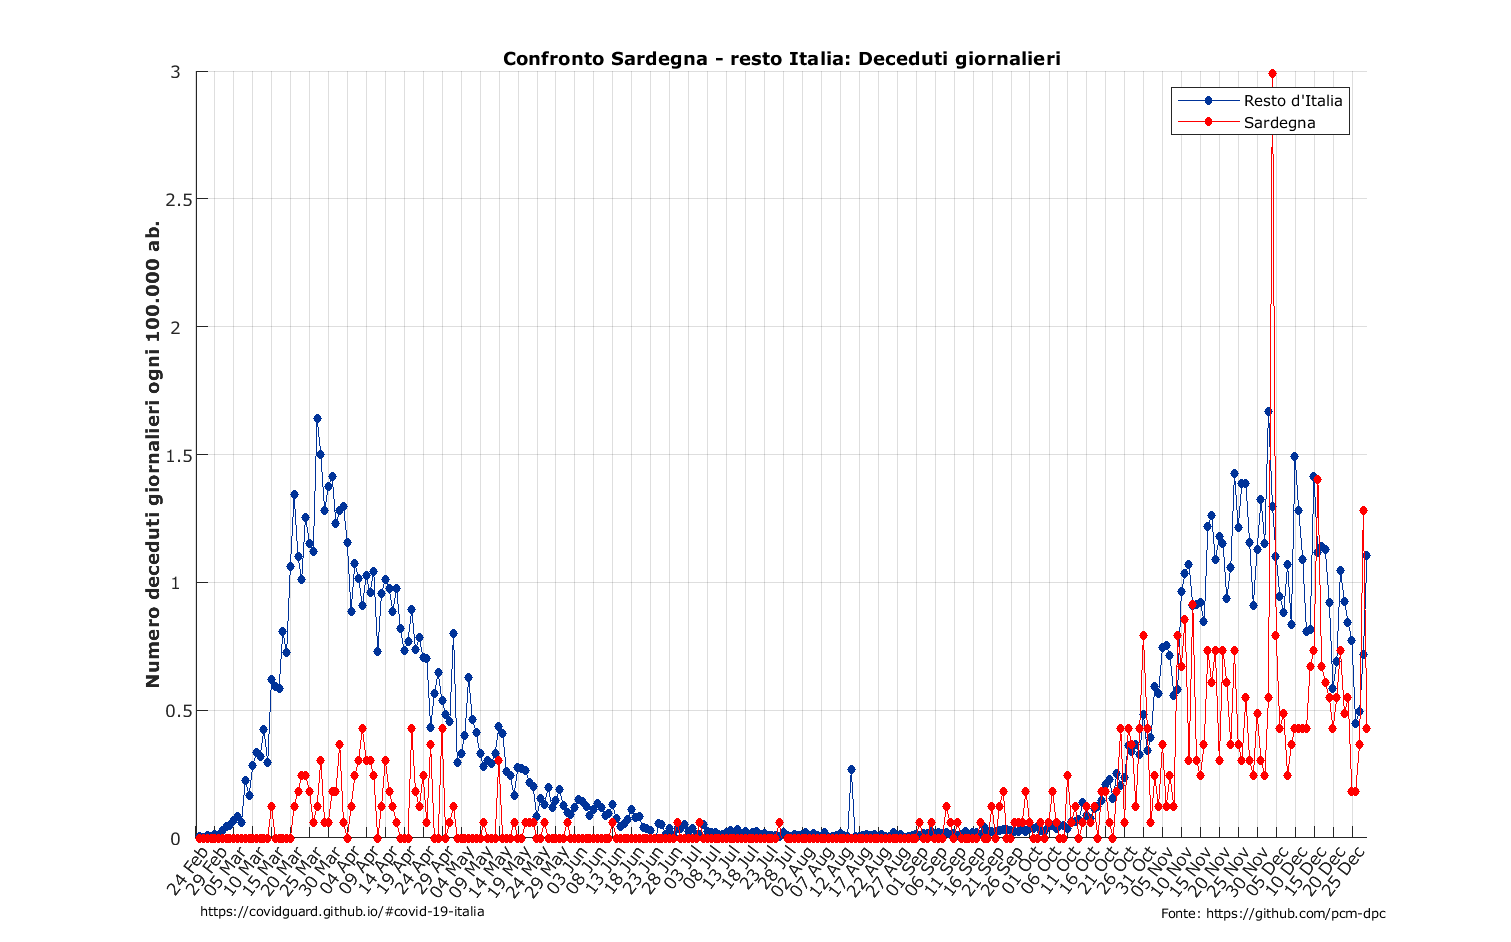 Confronto Sardegna - resto Italia: Deceduti giornalieri
Resto d'Italia
Sardegna
Numero deceduti giornalieri ogni 100.000 ab.
3
2.5
2
1.5
1
0.5
0
24 Feb
29 Feb
05 Mar
10 Mar
15 Mar
20 Mar
25 Mar
30 Mar
04 Apr
09 Apr
14 Apr
19 Apr
24 Apr
29 Apr
04 May
09 May
14 May
19 May
24 May
29 May
03 Jun
08 Jun
13 Jun
18 Jun
23 Jun
28 Jun
03 Jul
08 Jul
13 Jul
18 Jul
23 Jul
28 Jul
02 Aug
07 Aug
12 Aug
17 Aug
22 Aug
27 Aug
01 Sep
06 Sep
11 Sep
16 Sep
21 Sep
26 Sep
01 Oct
06 Oct
11 Oct
16 Oct
21 Oct
26 Oct
31 Oct
05 Nov
10 Nov
15 Nov
20 Nov
25 Nov
30 Nov
05 Dec
10 Dec
15 Dec
20 Dec
25 Dec
https://covidguard.github.io/#covid-19-italia
Fonte: https://github.com/pcm-dpc